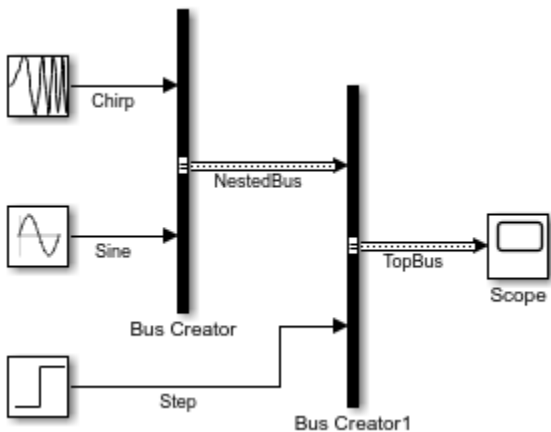 Chirp
NestedBus
Sine
TopBus
Scope
Bus Creator
Step
Bus Creator1